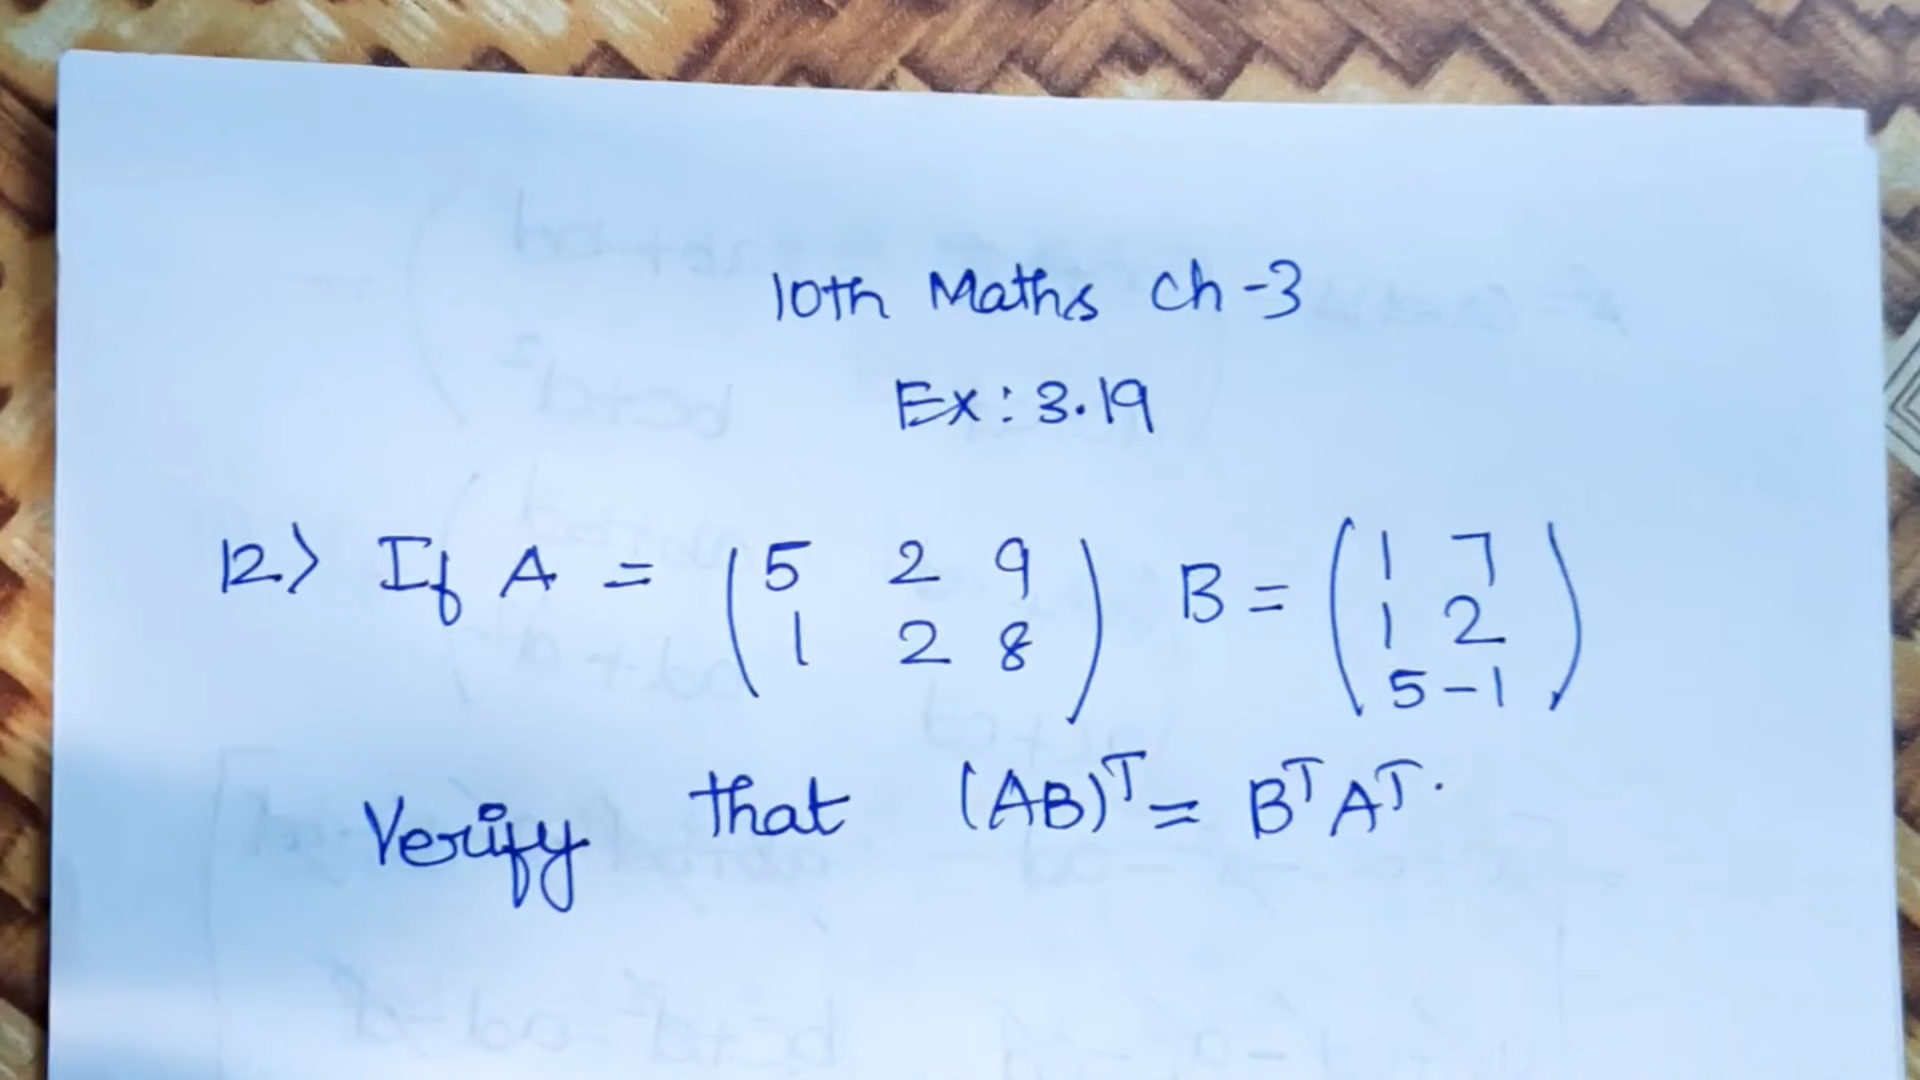 10th Maths Ch-3
Ex: 3.19
12) If A = (5 2 9 B = (1 7
1 2 8) 1 2
5 -1)
Verify that (AB)ᵀ = BᵀAᵀ.